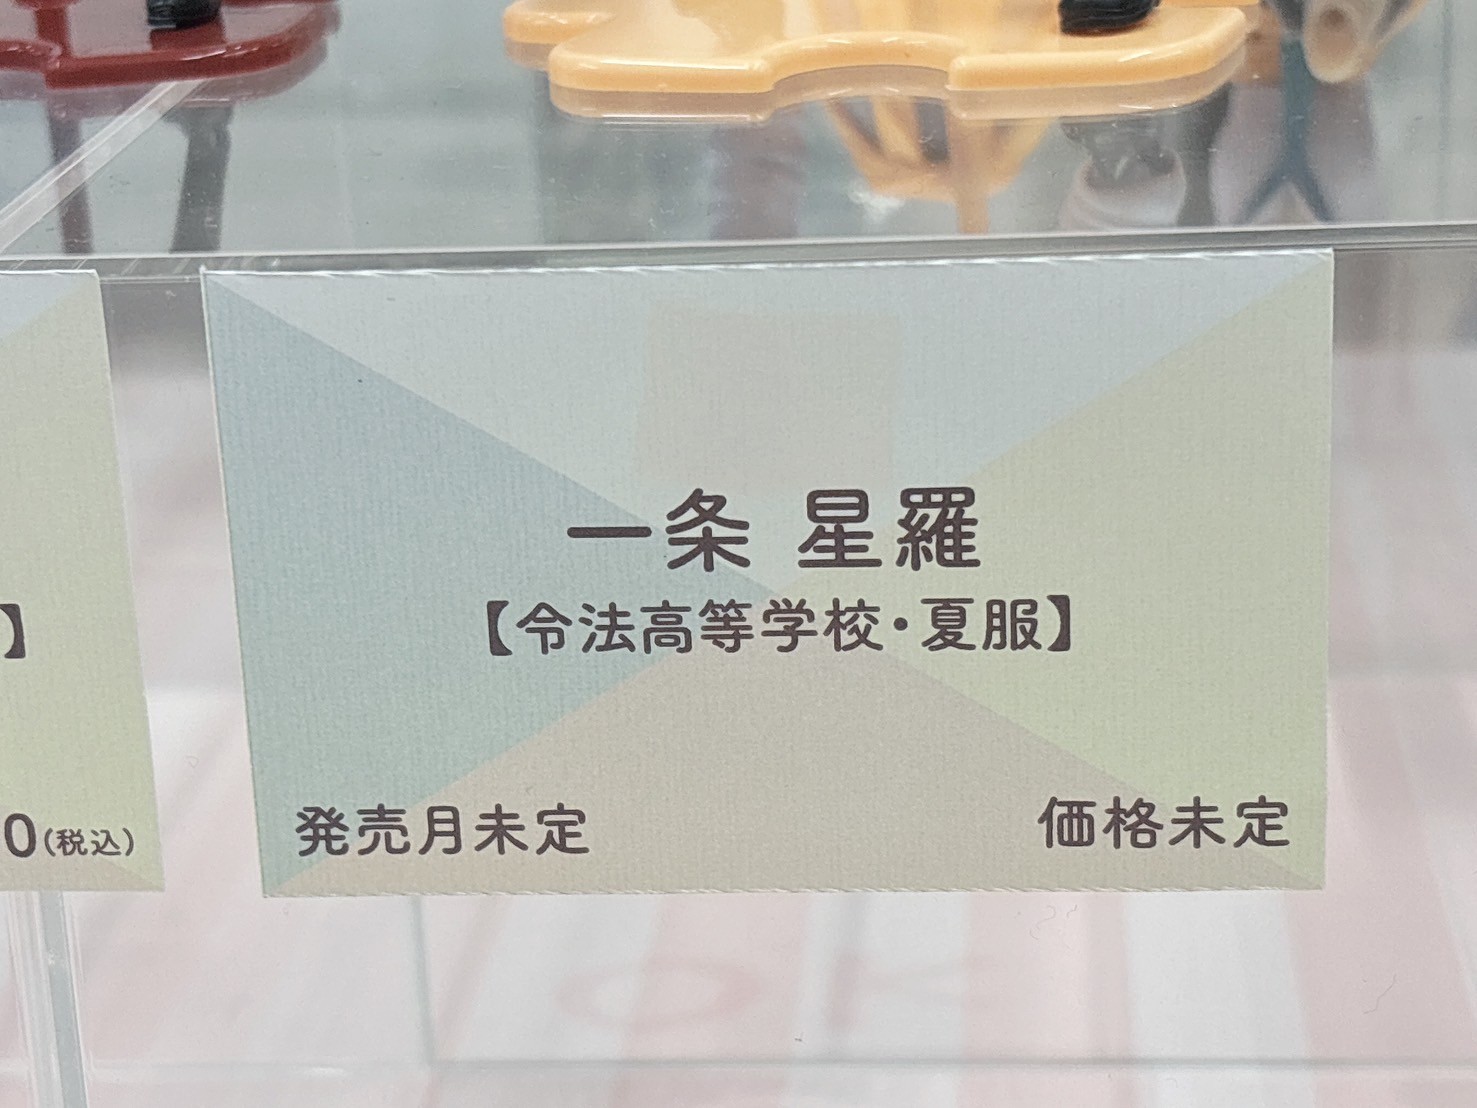 一条 星羅
【令法高等学校・夏服】
発売月未定
価格未定
】
0(税込)